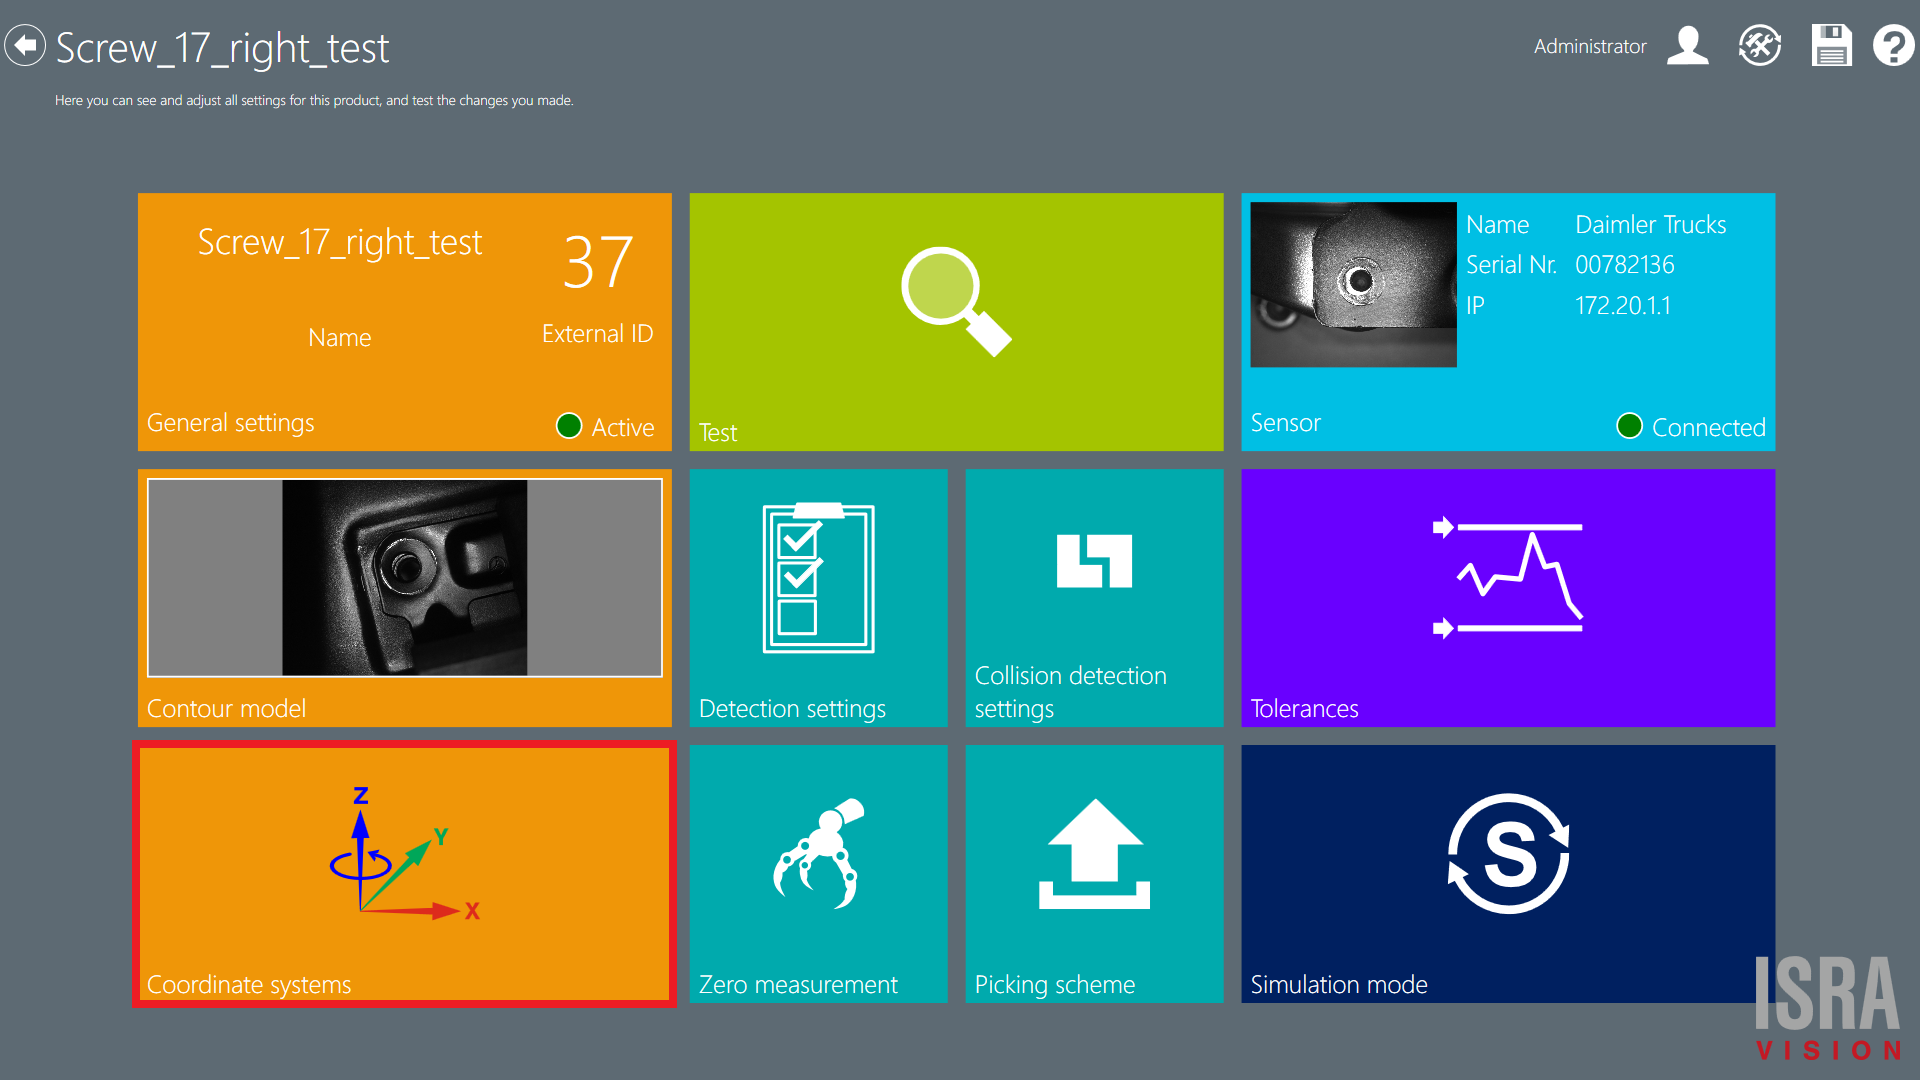 Screw_17_right_test
Administrator
Here you can see and adjust all settings for this product, and test the changes you made.
Screw_17_right_test
37
Name
External ID
General settings
Active
Test
Name Daimler Trucks
Serial Nr. 00782136
IP 172.20.1.1
Sensor
Connected
Contour model
Detection settings
Collision detection
settings
Tolerances
Z
Y
X
Coordinate systems
Zero measurement
Picking scheme
S
Simulation mode
ISRA
VISION